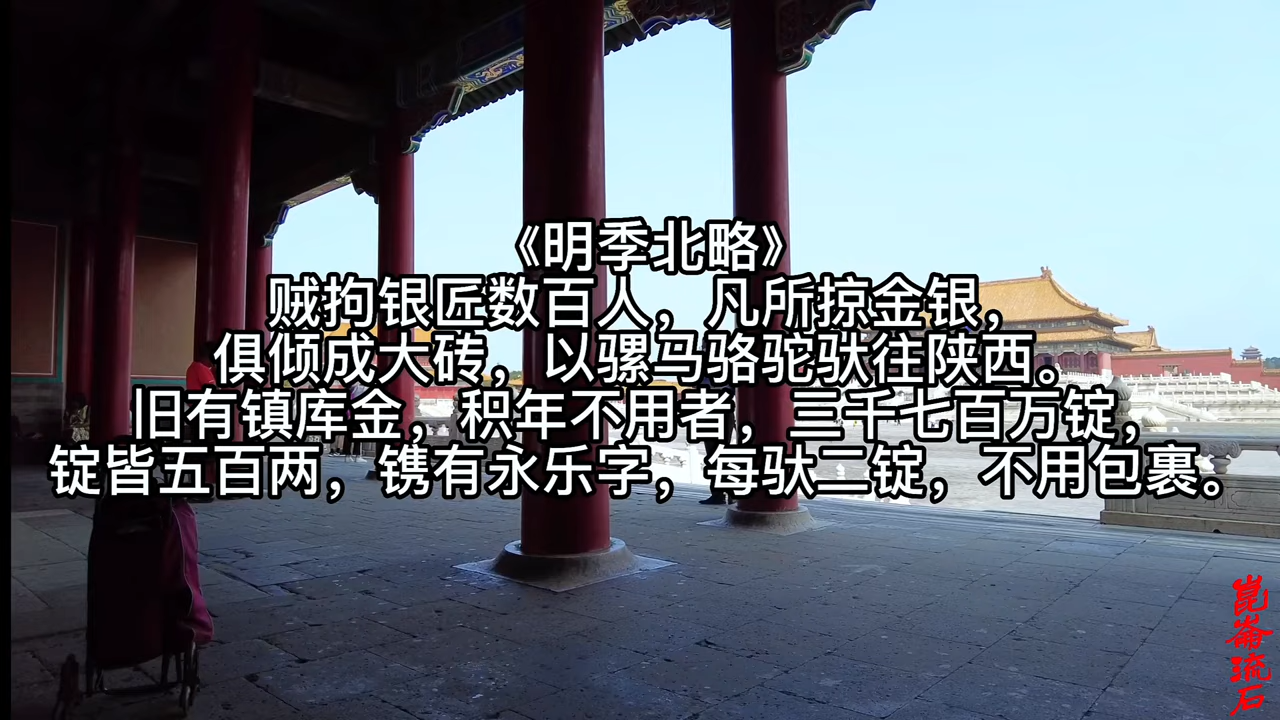 《明季北略》
贼拘银匠数百人，凡所掠金银，
俱倾成大砖，以骡马骆驼驮往陕西。
旧有镇库金，积年不用者，三千七百万锭，
锭皆五百两，镌有永乐字，每驮二锭，不用包裹。
崑崙流石